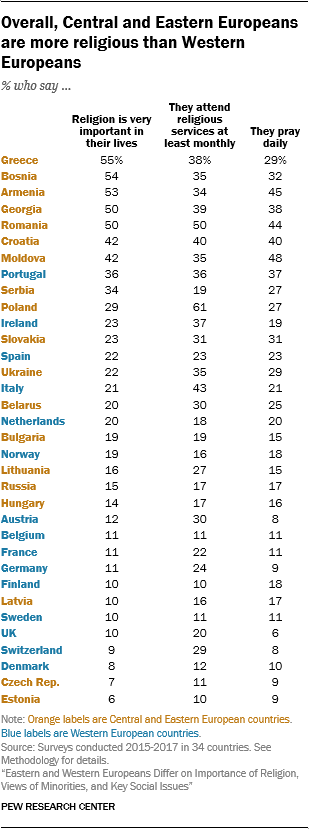 Overall, Central and Eastern Europeans
are more religious than Western
Europeans
% who say ...
Religion is very
important in
their lives
They attend
religious
services at
least monthly
They pray
daily
Greece 55% 38% 29%
Bosnia 54 35 32
Armenia 53 34 45
Georgia 50 39 38
Romania 50 50 44
Croatia 42 40 40
Moldova 42 35 48
Portugal 36 36 37
Serbia 34 19 27
Poland 29 61 27
Ireland 23 37 19
Slovakia 23 31 31
Spain 22 23 23
Ukraine 22 35 29
Italy 21 43 21
Belarus 20 30 25
Netherlands 20 18 20
Bulgaria 19 19 15
Norway 19 16 18
Lithuania 16 27 15
Russia 15 17 17
Hungary 14 17 16
Austria 12 30 8
Belgium 11 11 11
France 11 22 11
Germany 11 24 9
Finland 10 10 18
Latvia 10 16 17
Sweden 10 11 11
UK 10 20 6
Switzerland 9 29 8
Denmark 8 12 10
Czech Rep. 7 11 9
Estonia 6 10 9
Note: Orange labels are Central and Eastern European countries.
Blue labels are Western European countries.
Source: Surveys conducted 2015-2017 in 34 countries. See
Methodology for details.
“Eastern and Western Europeans Differ on Importance of Religion,
Views of Minorities, and Key Social Issues”
PEW RESEARCH CENTER